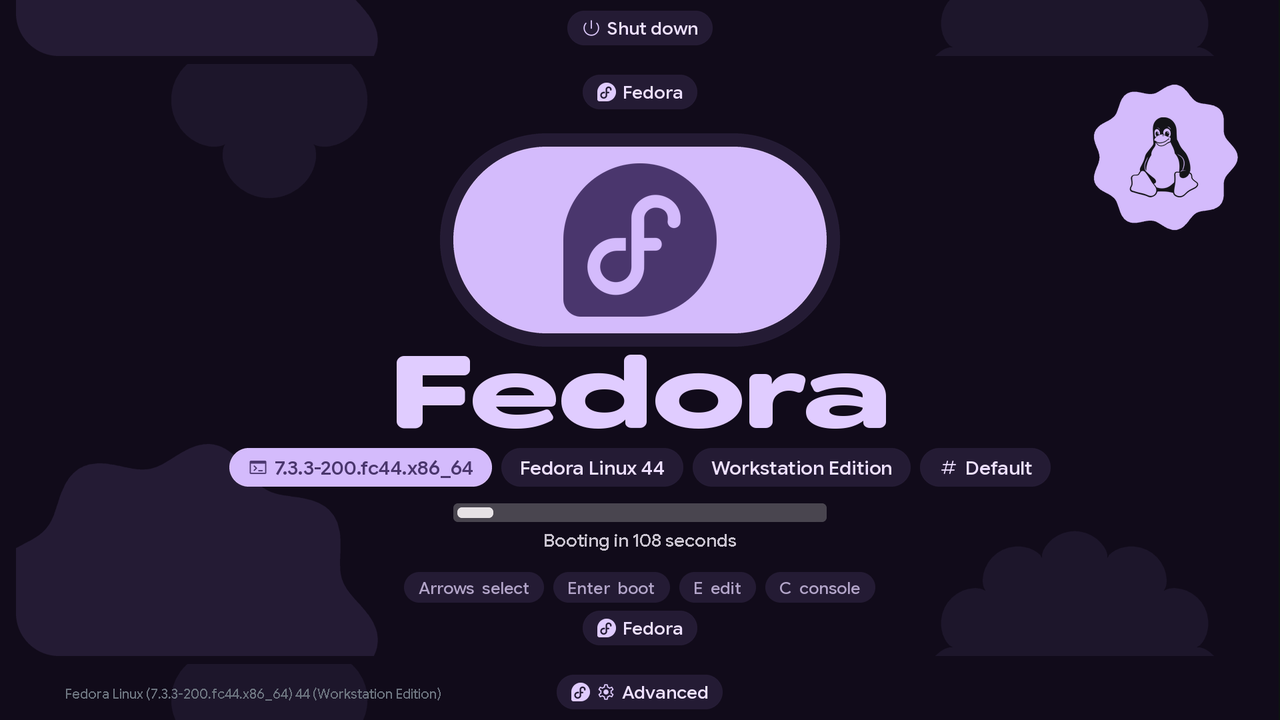 Shut down
Fedora
Fedora
7.3.3-200.fc44.x86_64 Fedora Linux 44 Workstation Edition # Default
Booting in 108 seconds
Arrows select Enter boot E edit C console
Fedora
Fedora Linux (7.3.3-200.fc44.x86_64) 44 (Workstation Edition)
Advanced